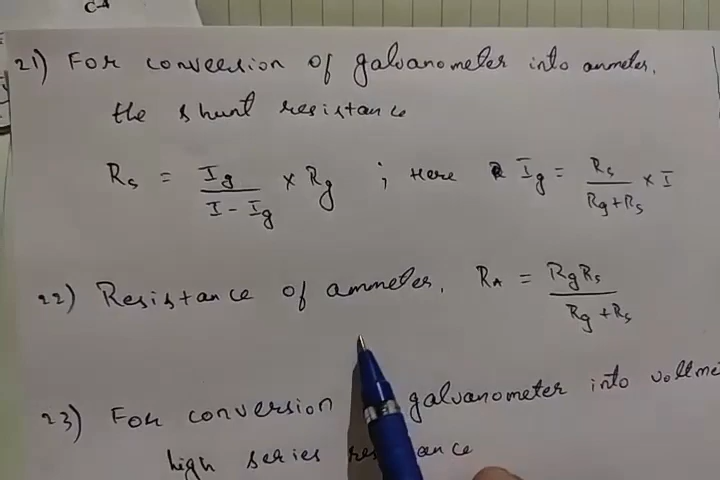 21) For conversion of galvanometer into ammeter,
the shunt resistance
Rs = Ig / (I - Ig) × Rg ; Here Ig = Rs / (Rg+Rs) × I
22) Resistance of ammeter, RA = RgRs / (Rg + Rs)
23) For conversion galvanometer into voltme
high series